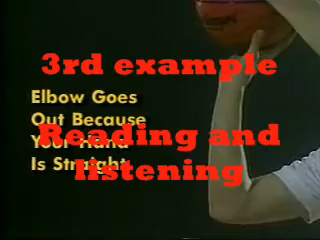 3rd example
Elbow Goes
Out Because
Your Hand
Is Straight
Reading and
listening